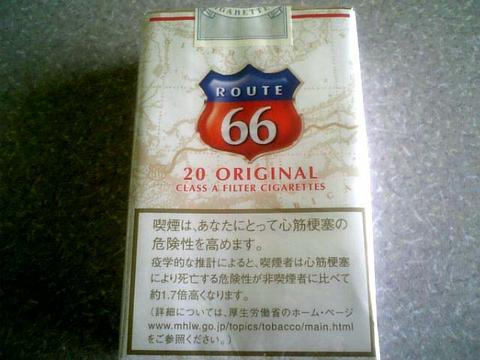 CIGARETTES
ROUTE
66
20 ORIGINAL
CLASS A FILTER CIGARETTES
喫煙は、あなたにとって心筋梗塞の
危険性を高めます。
疫学的な推計によると、喫煙者は心筋梗塞
により死亡する危険性が非喫煙者に比べて
約1.7倍高くなります。
(詳細については、厚生労働省のホーム・ページ
www.mhlw.go.jp/topics/tobacco/main.html
をご参照ください。)